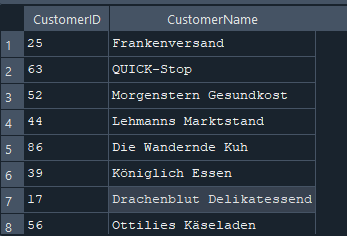 CustomerID CustomerName
1 25 Frankenversand
2 63 QUICK-Stop
3 52 Morgenstern Gesundkost
4 44 Lehmanns Marktstand
5 86 Die Wandernde Kuh
6 39 Königlich Essen
7 17 Drachenblut Delikatessend
8 56 Ottilies Käseladen